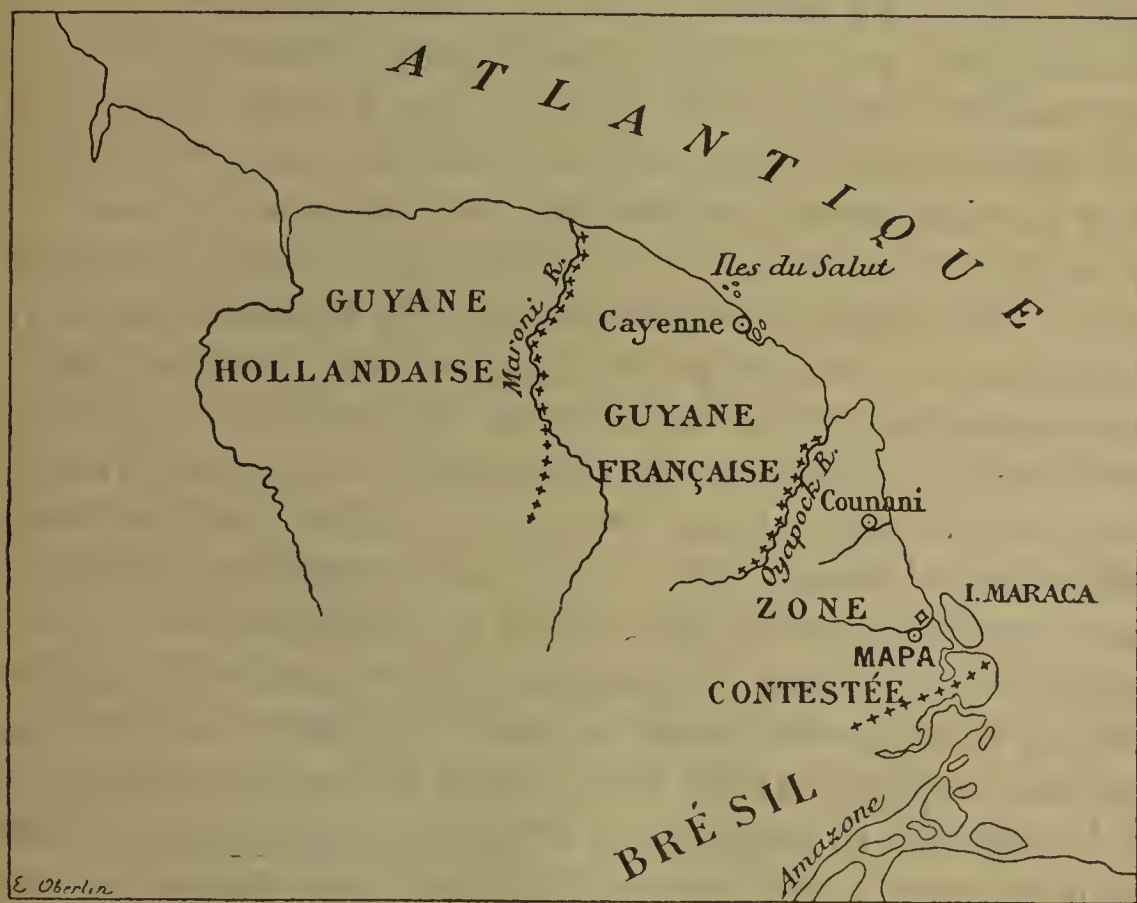 ATLANTIQUE
Iles du Salut
Cayenne
GUYANE
HOLLANDAISE
Maroni R.
GUYANE
FRANÇAISE
Oyapock R.
Counani
ZONE
CONTESTÉE
I. MARACA
MAPA
BRÉSIL
Amazone
E. Oberlin